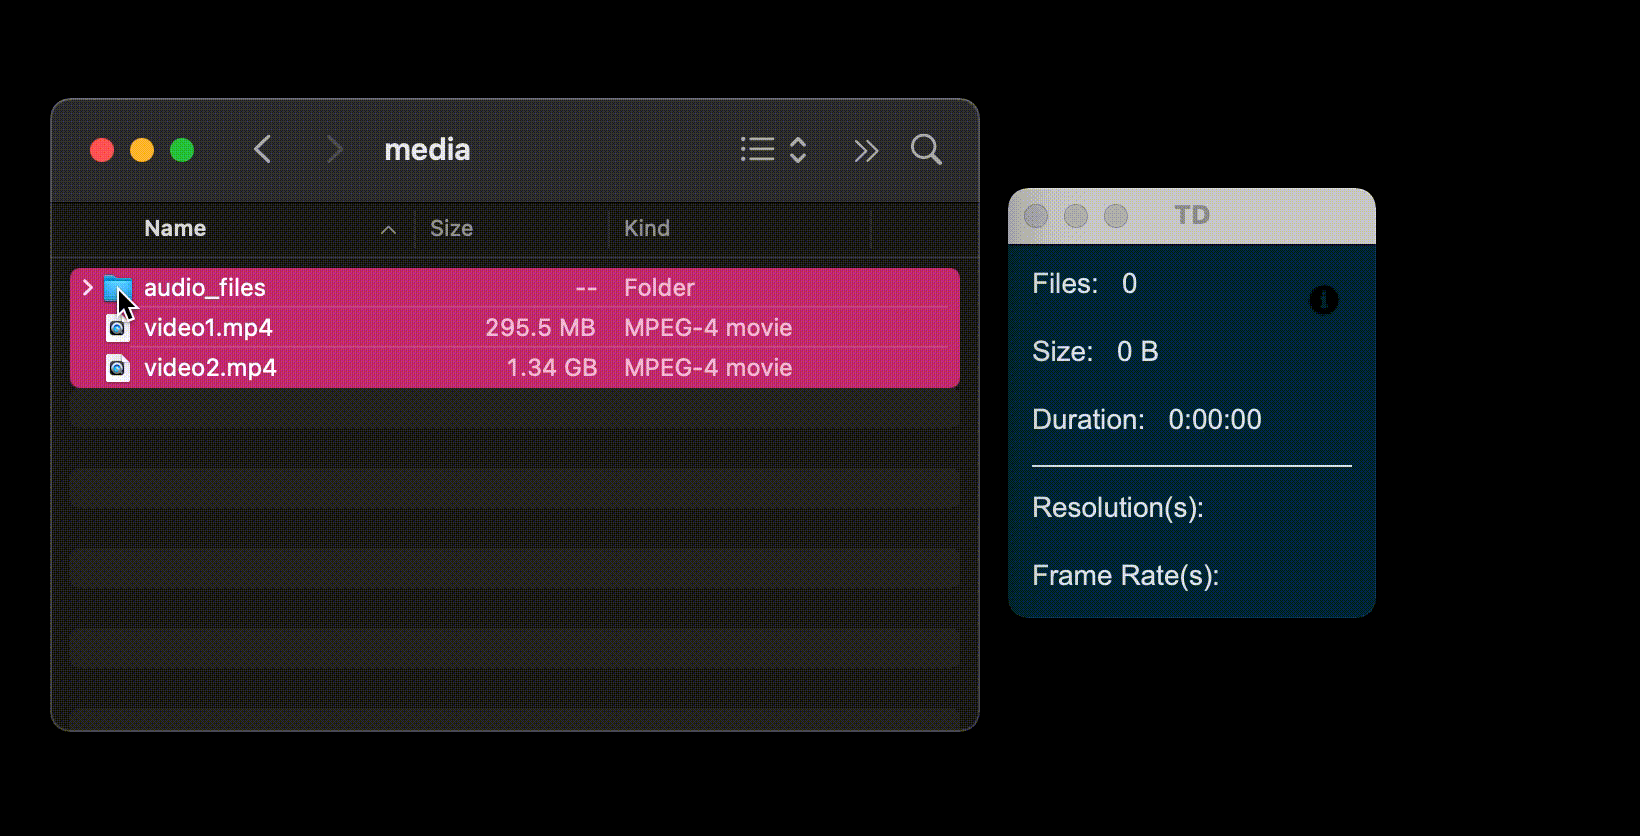 media
Name Size Kind
audio_files -- Folder
video1.mp4 295.5 MB MPEG-4 movie
video2.mp4 1.34 GB MPEG-4 movie
TD
Files: 0
Size: 0 B
Duration: 0:00:00
Resolution(s):
Frame Rate(s):